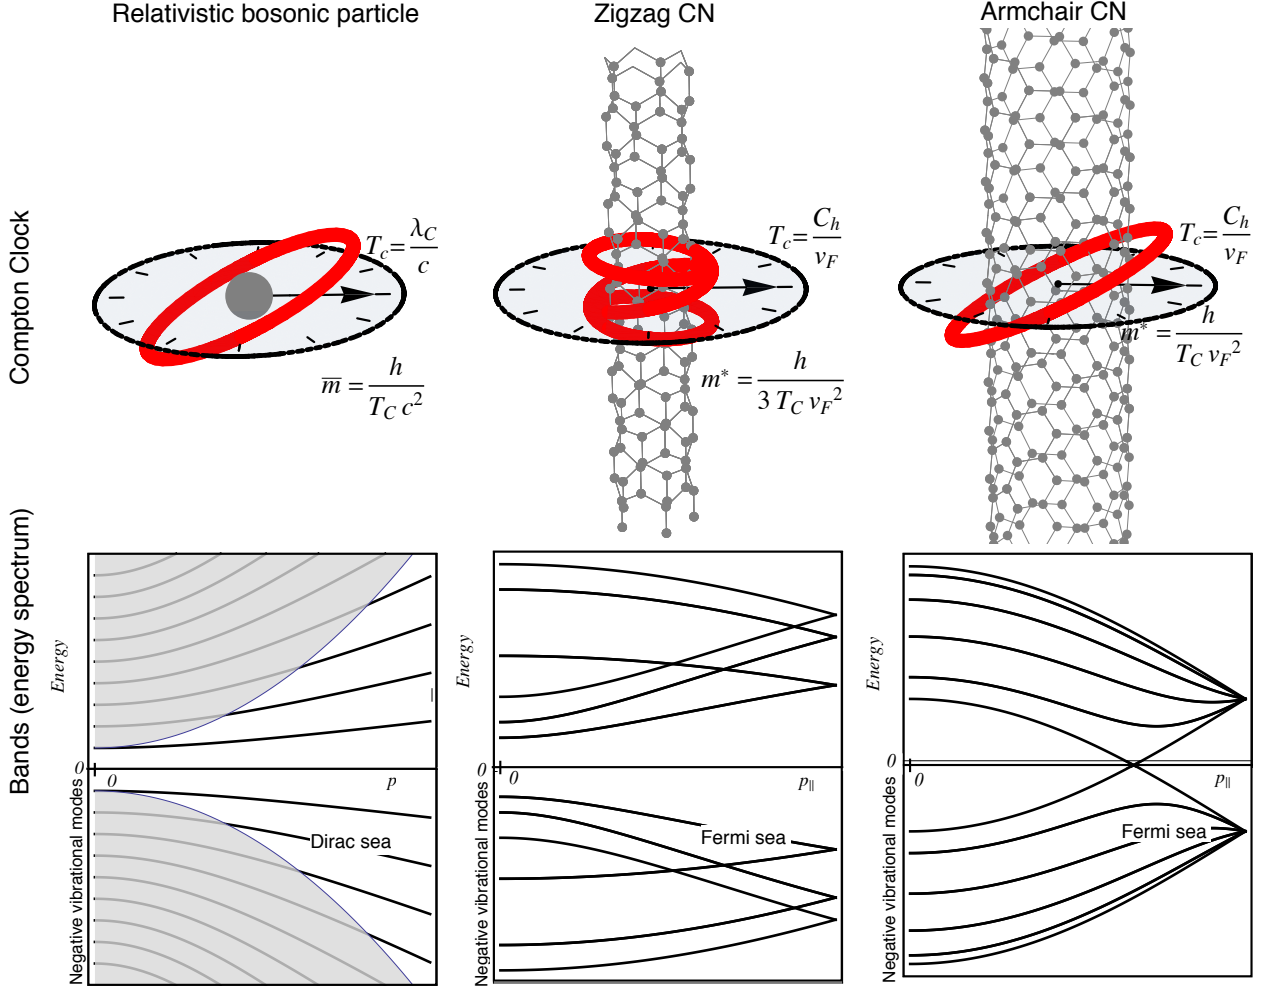 Relativistic bosonic particle
Zigzag CN
Armchair CN
Compton Clock
T_c = λ_C / c
m̅ = h / T_C c²
T_c = C_h / v_F
m* = h / 3 T_C v_F²
T_c = C_h / v_F
m* = h / T_C v_F²
Bands (energy spectrum)
Energy
0
0
p
Dirac sea
Negative vibrational modes
Energy
0
0
p∥
Fermi sea
Negative vibrational modes
Energy
0
0
p∥
Fermi sea
Negative vibrational modes